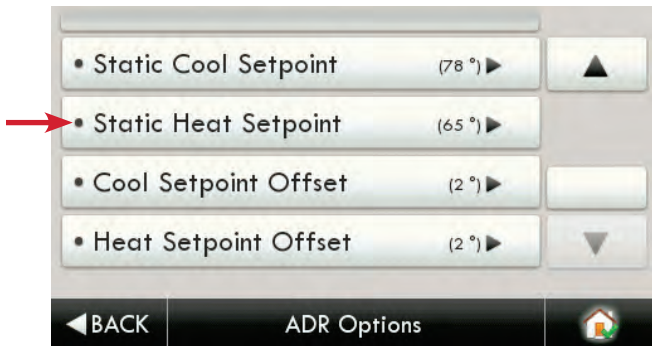 • Static Cool Setpoint (78 °) ▶
• Static Heat Setpoint (65 °) ▶
• Cool Setpoint Offset (2 °) ▶
• Heat Setpoint Offset (2 °) ▶
◀ BACK ADR Options